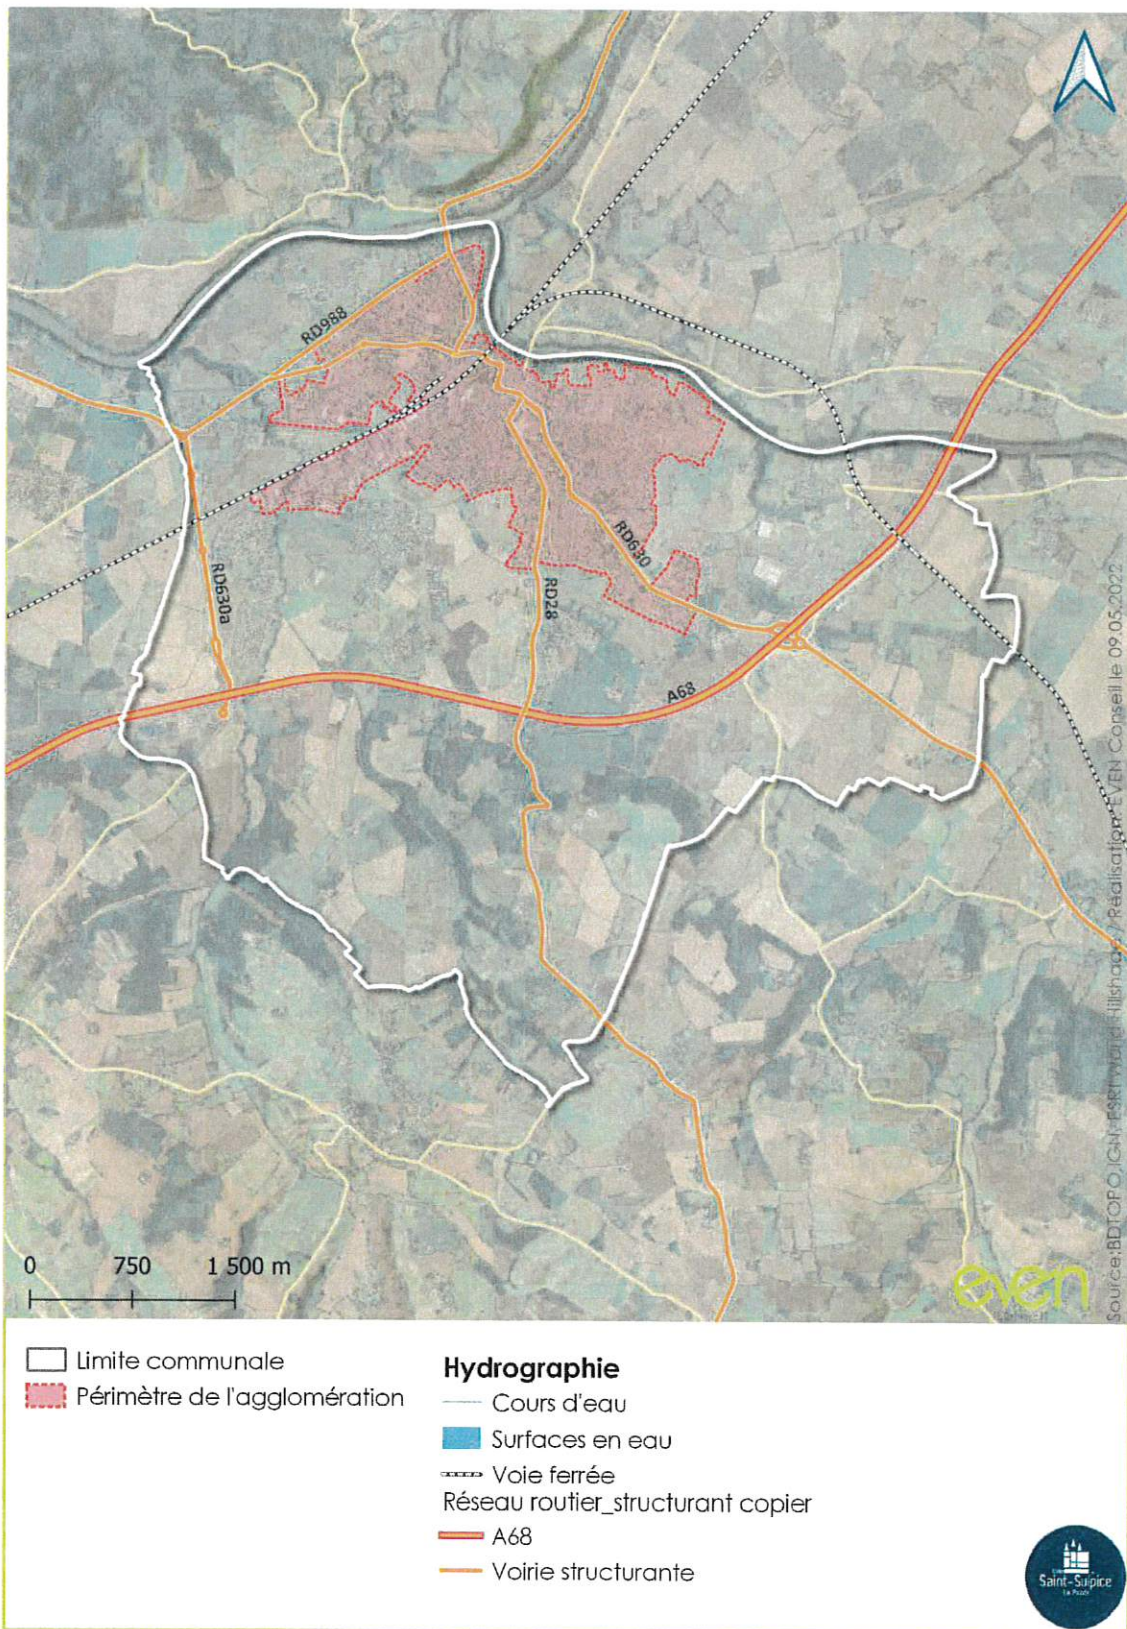 RD988
RD630a
RD28
RD630
A68
0 750 1 500 m
even
Source:BDTOPO, IGN, ESRI World Hillshade / Réalisation EVEN Conseil le 09.05.2022
Limite communale
Périmètre de l'agglomération
Hydrographie
Cours d'eau
Surfaces en eau
Voie ferrée
Réseau routier_structurant copier
A68
Voirie structurante
Saint-Sulpice